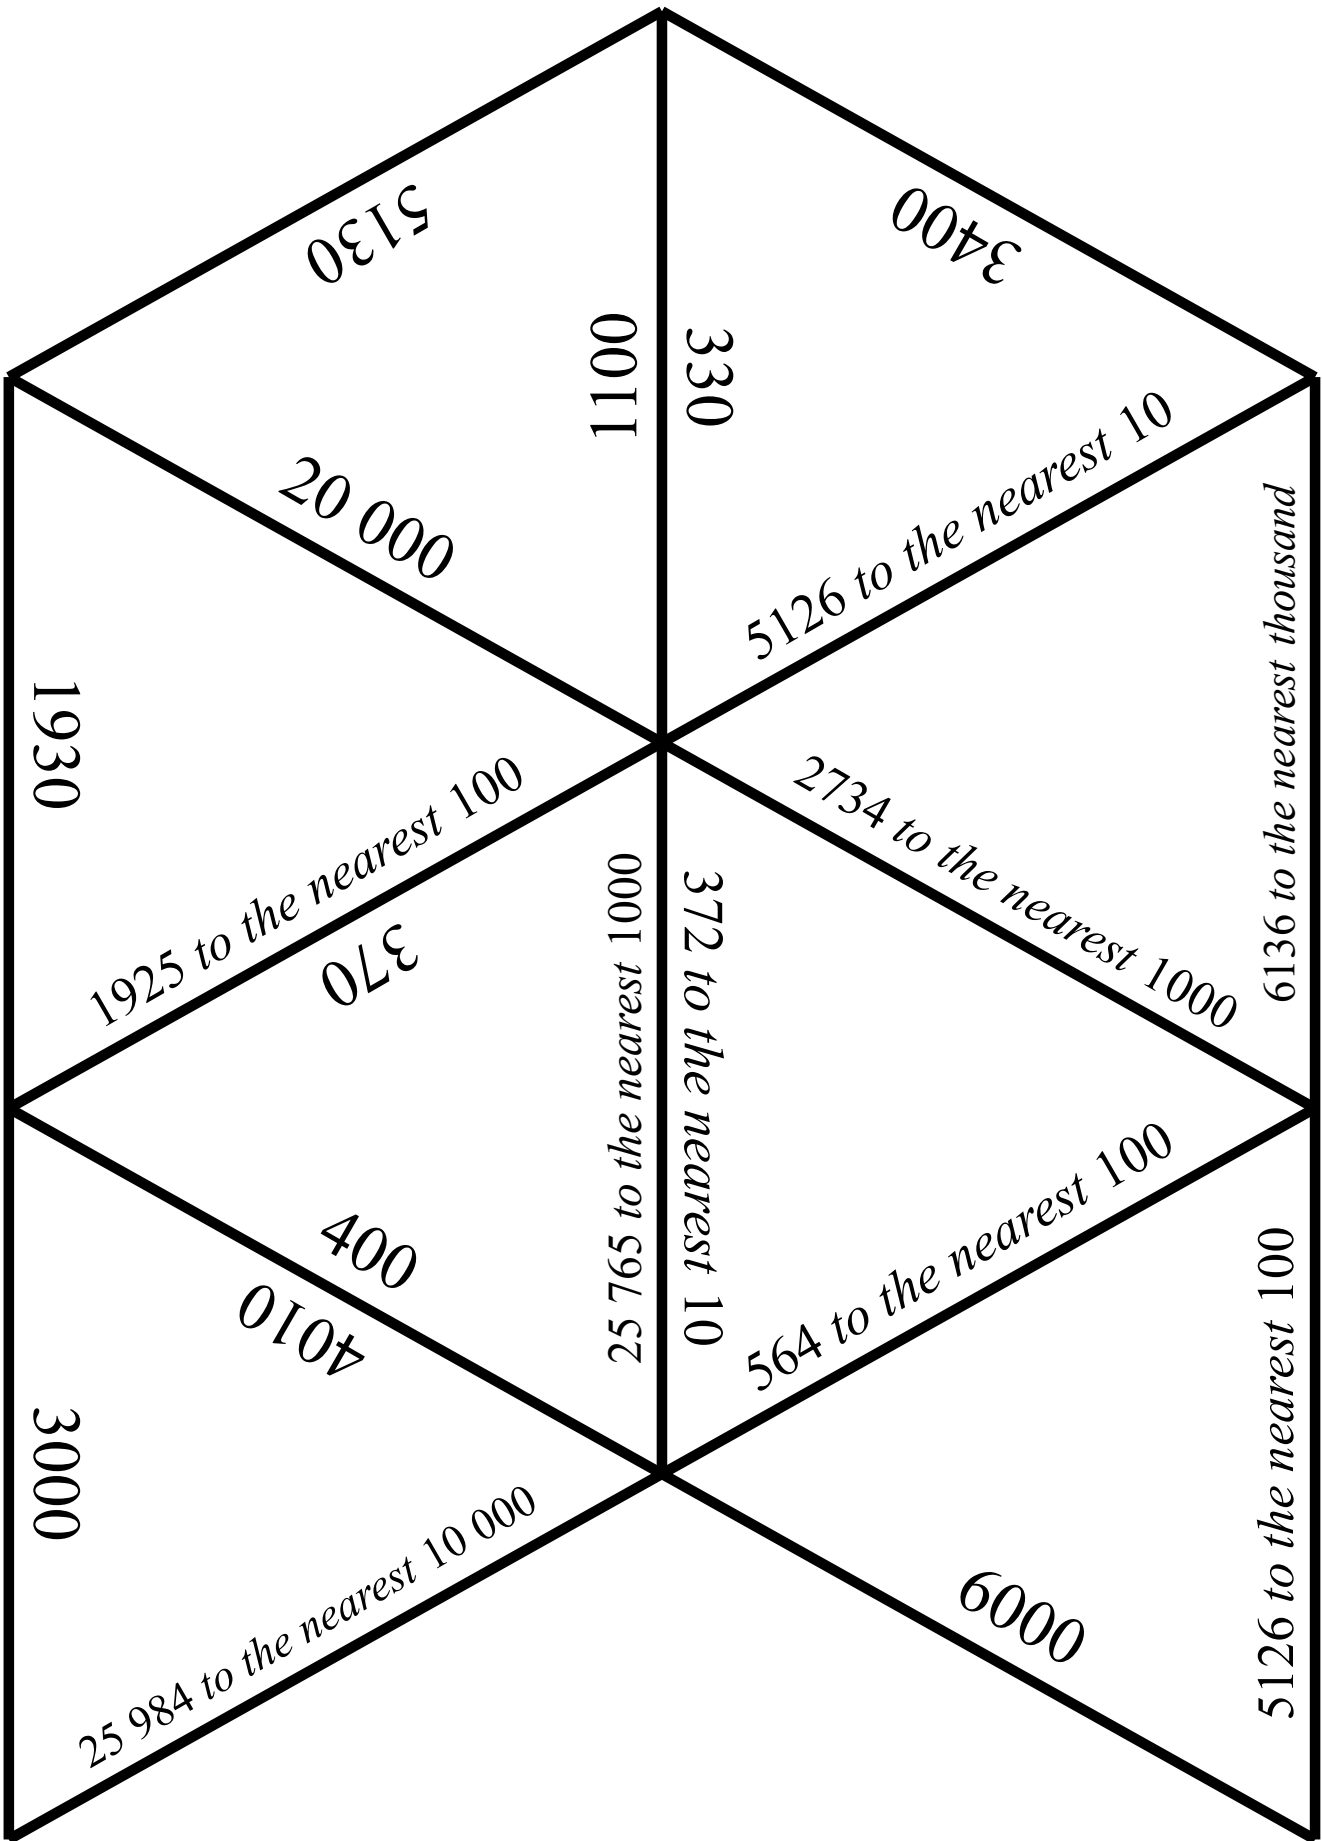 5130
3400
1100
330
20 000
5126 to the nearest 10
6136 to the nearest thousand
1930
1925 to the nearest 100
2734 to the nearest 1000
370
25 765 to the nearest 1000
372 to the nearest 10
400
4010
564 to the nearest 100
5126 to the nearest 100
3000
25 984 to the nearest 10 000
6000